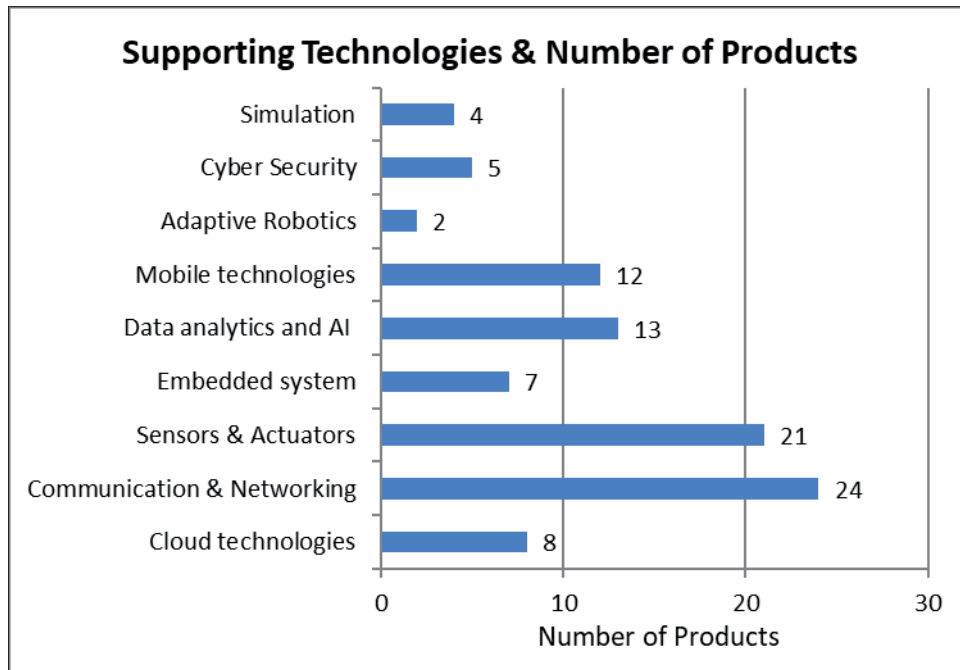 Supporting Technologies & Number of Products
Simulation 4
Cyber Security 5
Adaptive Robotics 2
Mobile technologies 12
Data analytics and AI 13
Embedded system 7
Sensors & Actuators 21
Communication & Networking 24
Cloud technologies 8
0 10 20 30
Number of Products